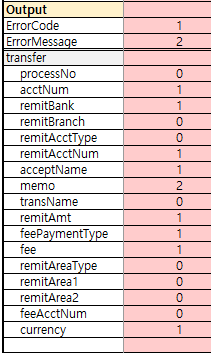 Output
ErrorCode 1
ErrorMessage 2
transfer
processNo 0
acctNum 1
remitBank 1
remitBranch 0
remitAcctType 0
remitAcctNum 1
acceptName 1
memo 2
transName 0
remitAmt 1
feePaymentType 1
fee 1
remitAreaType 0
remitArea1 0
remitArea2 0
feeAcctNum 0
currency 1